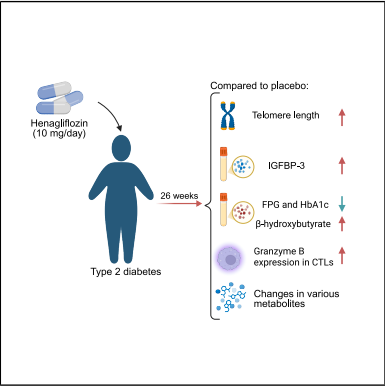 Compared to placebo:
Henagliflozin
(10 mg/day)
Telomere length
IGFBP-3
26 weeks
FPG and HbA1c
β-hydroxybutyrate
Granzyme B
expression in CTLs
Type 2 diabetes
Changes in various
metabolites